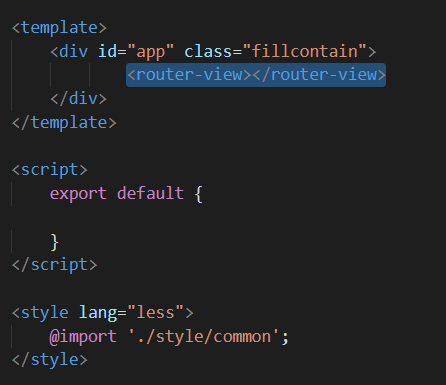 <template>
    <div id="app" class="fillcontain">
            <router-view></router-view>
    </div>
</template>

<script>
    export default {

    }
</script>

<style lang="less">
    @import './style/common';
</style>